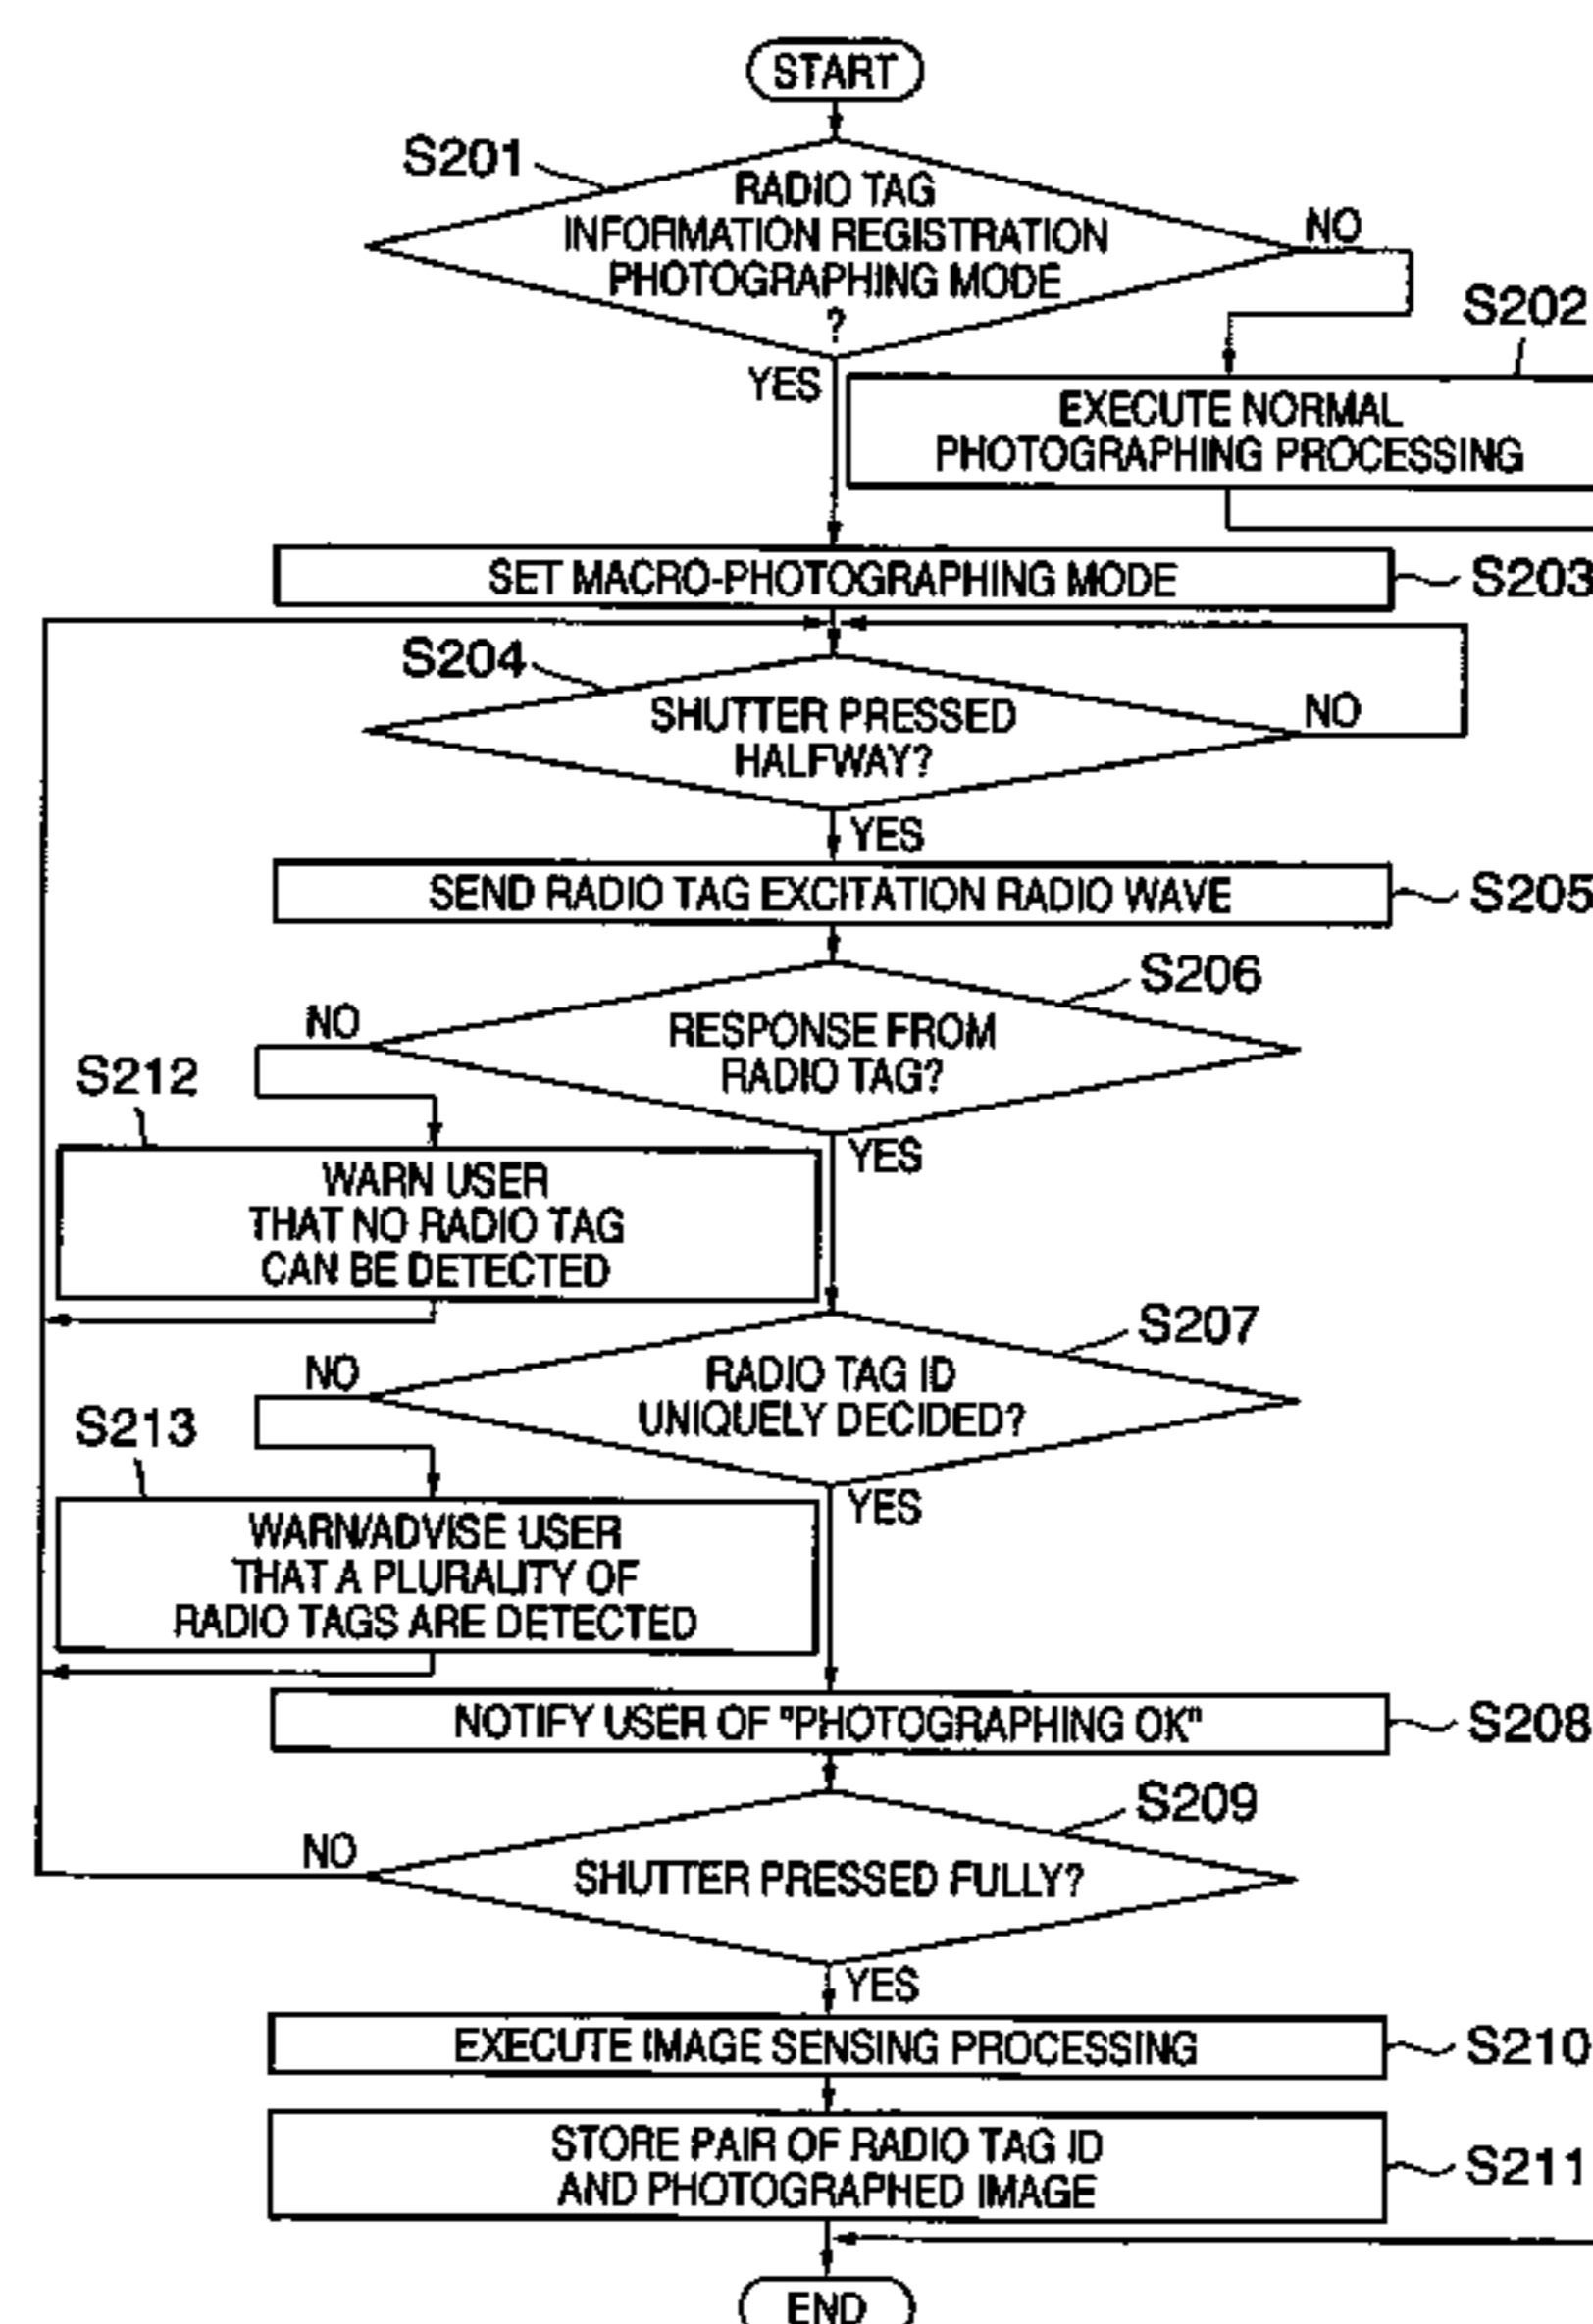 START
S201
RADIO TAG
INFORMATION REGISTRATION
PHOTOGRAPHING MODE
?
NO
YES
S202
EXECUTE NORMAL
PHOTOGRAPHING PROCESSING
SET MACRO-PHOTOGRAPHING MODE
S203
S204
SHUTTER PRESSED
HALFWAY?
NO
YES
SEND RADIO TAG EXCITATION RADIO WAVE
S205
S206
RESPONSE FROM
RADIO TAG?
NO
YES
S212
WARN USER
THAT NO RADIO TAG
CAN BE DETECTED
S207
RADIO TAG ID
UNIQUELY DECIDED?
NO
YES
S213
WARN/ADVISE USER
THAT A PLURALITY OF
RADIO TAGS ARE DETECTED
NOTIFY USER OF "PHOTOGRAPHING OK"
S208
S209
SHUTTER PRESSED FULLY?
NO
YES
EXECUTE IMAGE SENSING PROCESSING
S210
STORE PAIR OF RADIO TAG ID
AND PHOTOGRAPHED IMAGE
S211
END